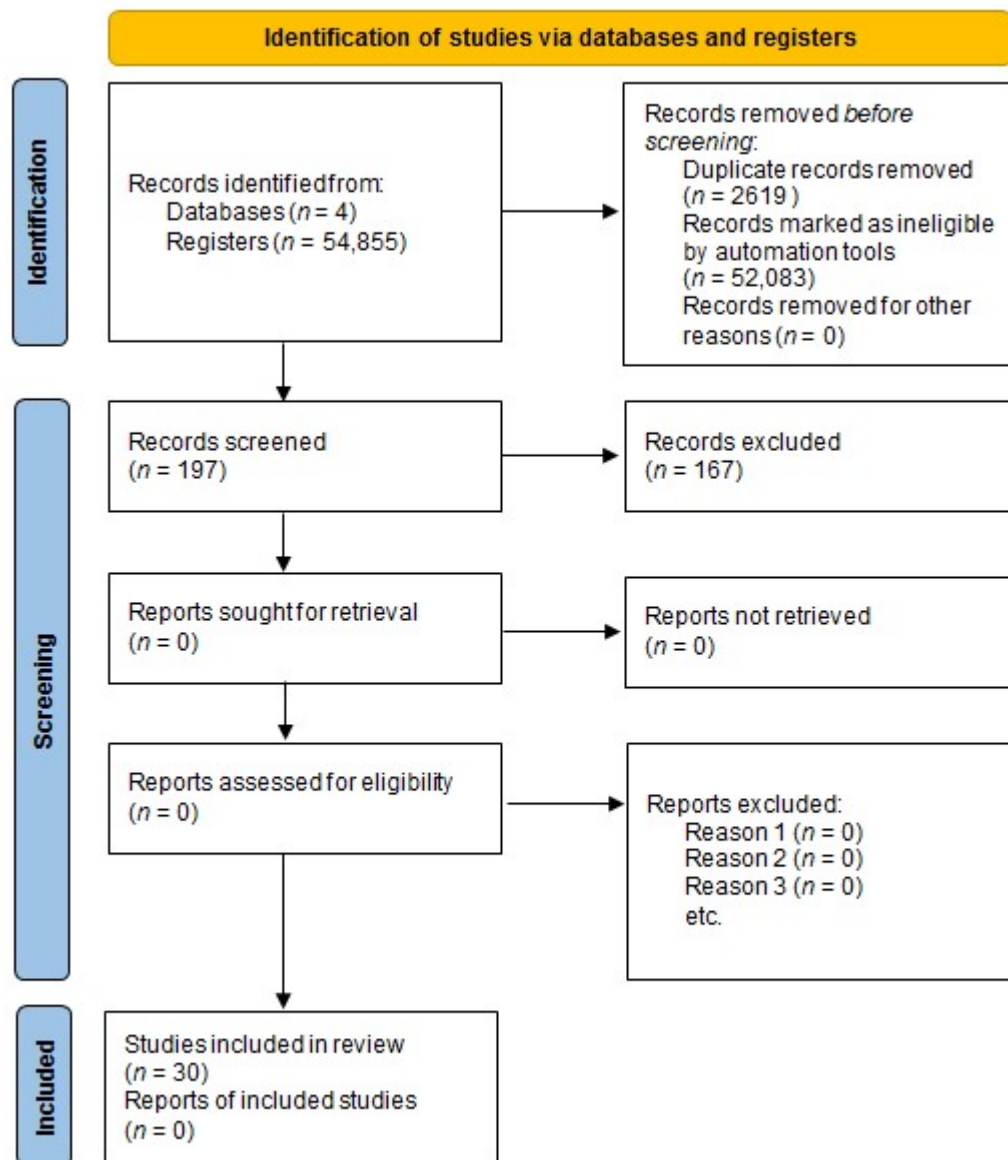 Identification of studies via databases and registers
Identification
Records identified from:
Databases (n = 4)
Registers (n = 54,855)
Records removed before
screening:
Duplicate records removed
(n = 2619 )
Records marked as ineligible
by automation tools
(n = 52,083)
Records removed for other
reasons (n = 0)
Screening
Records screened
(n = 197)
Records excluded
(n = 167)
Reports sought for retrieval
(n = 0)
Reports not retrieved
(n = 0)
Reports assessed for eligibility
(n = 0)
Reports excluded:
Reason 1 (n = 0)
Reason 2 (n = 0)
Reason 3 (n = 0)
etc.
Included
Studies included in review
(n = 30)
Reports of included studies
(n = 0)